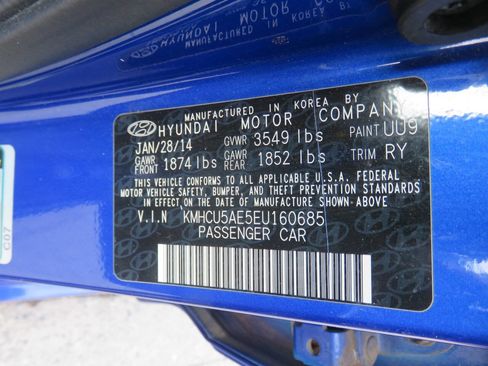 MANUFACTURED IN KOREA BY
HYUNDAI MOTOR COMPANY
JAN/28/14 GVWR 3549 lbs PAINT UU9
GAWR FRONT 1874 lbs GAWR REAR 1852 lbs TRIM RY
THIS VEHICLE CONFORMS TO ALL APPLICABLE U.S.A. FEDERAL
MOTOR VEHICLE SAFETY, BUMPER, AND THEFT PREVENTION STANDARDS
IN EFFECT ON THE DATE OF MANUFACTURE SHOWN-ABOVE.
V.I.N KMHCU5AE5EU160685
PASSENGER CAR
C07